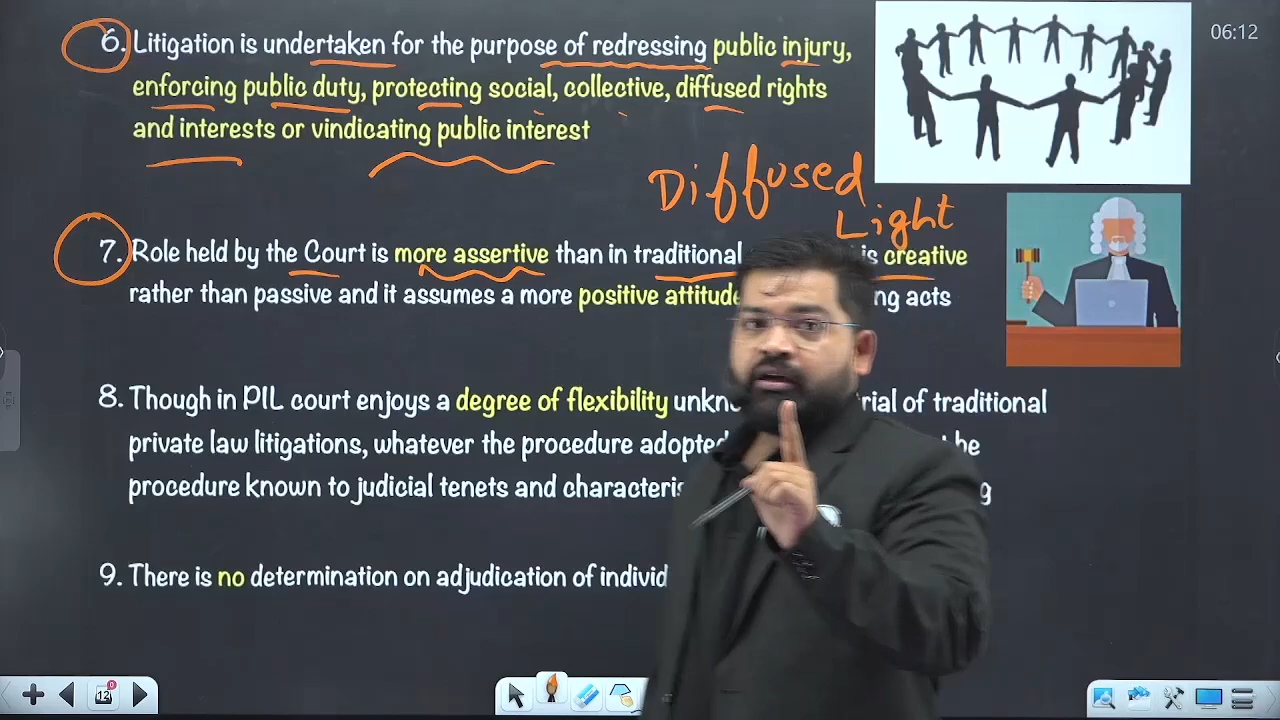 06:12
6. Litigation is undertaken for the purpose of redressing public injury,
enforcing public duty, protecting social, collective, diffused rights
and interests or vindicating public interest
Diffused
Light
7. Role held by the Court is more assertive than in traditional is creative
rather than passive and it assumes a more positive attitude acts
8. Though in PIL court enjoys a degree of flexibility of traditional
private law litigations, whatever the procedure adopted be
procedure known to judicial tenets and
9. There is no determination on adjudication of
12